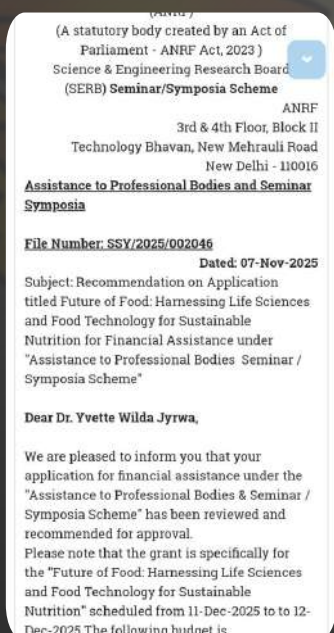 (ANRF)
(A statutory body created by an Act of
Parliament - ANRF Act, 2023 )
Science & Engineering Research Board
(SERB) Seminar/Symposia Scheme
ANRF
3rd & 4th Floor, Block II
Technology Bhavan, New Mehrauli Road
New Delhi - 110016
Assistance to Professional Bodies and Seminar
Symposia
File Number: SSY/2025/002046
Dated: 07-Nov-2025
Subject: Recommendation on Application
titled Future of Food: Harnessing Life Sciences
and Food Technology for Sustainable
Nutrition for Financial Assistance under
"Assistance to Professional Bodies Seminar /
Symposia Scheme"
Dear Dr. Yvette Wilda Jyrwa,
We are pleased to inform you that your
application for financial assistance under the
"Assistance to Professional Bodies & Seminar /
Symposia Scheme" has been reviewed and
recommended for approval.
Please note that the grant is specifically for
the "Future of Food: Harnessing Life Sciences
and Food Technology for Sustainable
Nutrition" scheduled from 11-Dec-2025 to to 12-
Dec-2025 The following budget is